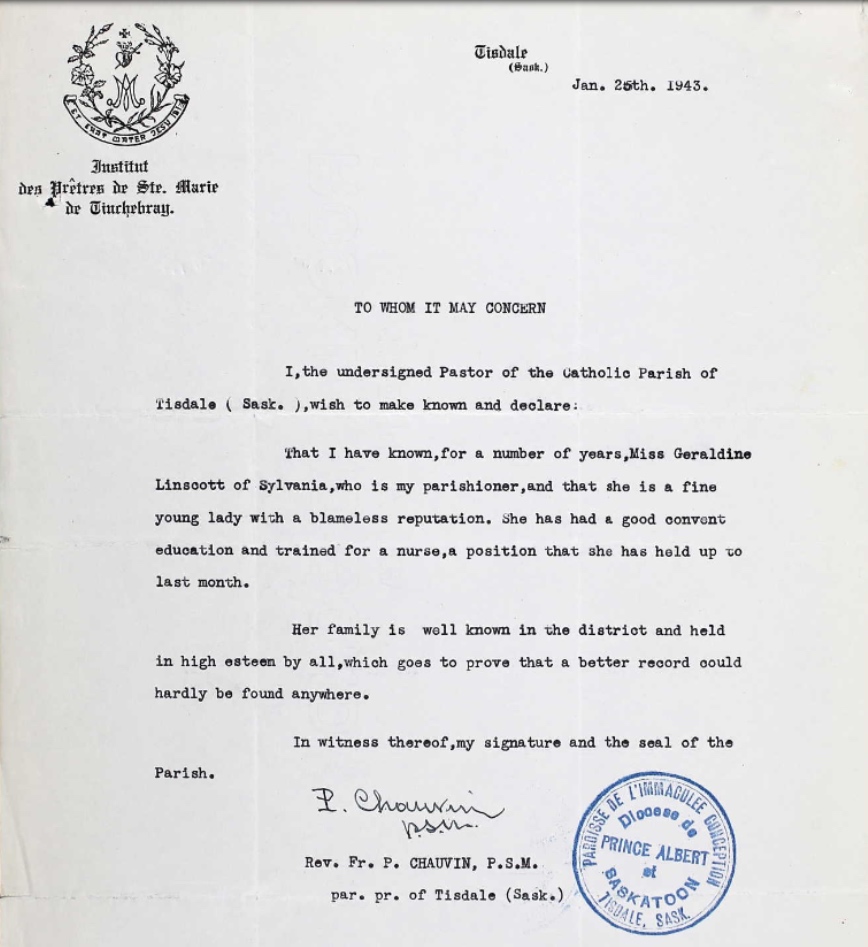 ET ERAT MATER JESU IBI
Institut
des Prêtres de Ste. Marie
de Tinchebray.
Tisdale
(Sask.)
Jan. 25th. 1943.
TO WHOM IT MAY CONCERN
I,the undersigned Pastor of the Catholic Parish of
Tisdale ( Sask. ),wish to make known and declare:
That I have known,for a number of years,Miss Geraldine
Linscott of Sylvania,who is my parishioner,and that she is a fine
young lady with a blameless reputation. She has had a good convent
education and trained for a nurse,a position that she has held up to
last month.
Her family is well known in the district and held
in high esteen by all,which goes to prove that a better record could
hardly be found anywhere.
In witness thereof,my signature and the seal of the
Parish.
P. Chauvin
p.s.m.
Rev. Fr. P. CHAUVIN, P.S.M.
par. pr. of Tisdale (Sask.)
PAROISSE DE L'IMMACULEE CONCEPTION
Diocese de
PRINCE ALBERT
et
SASKATOON
TISDALE, SASK.